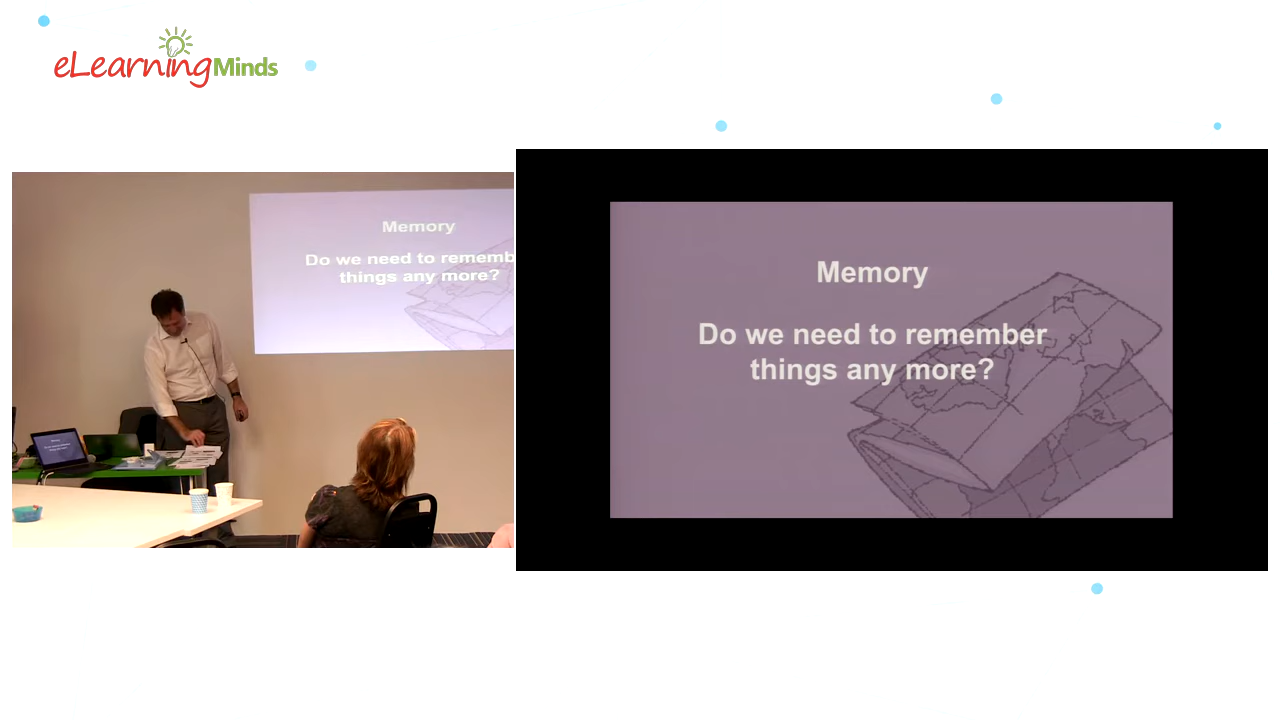 eLearningMinds
Memory
Do we need to rememb
things any more?
Memory
Do we need to remember
things any more?